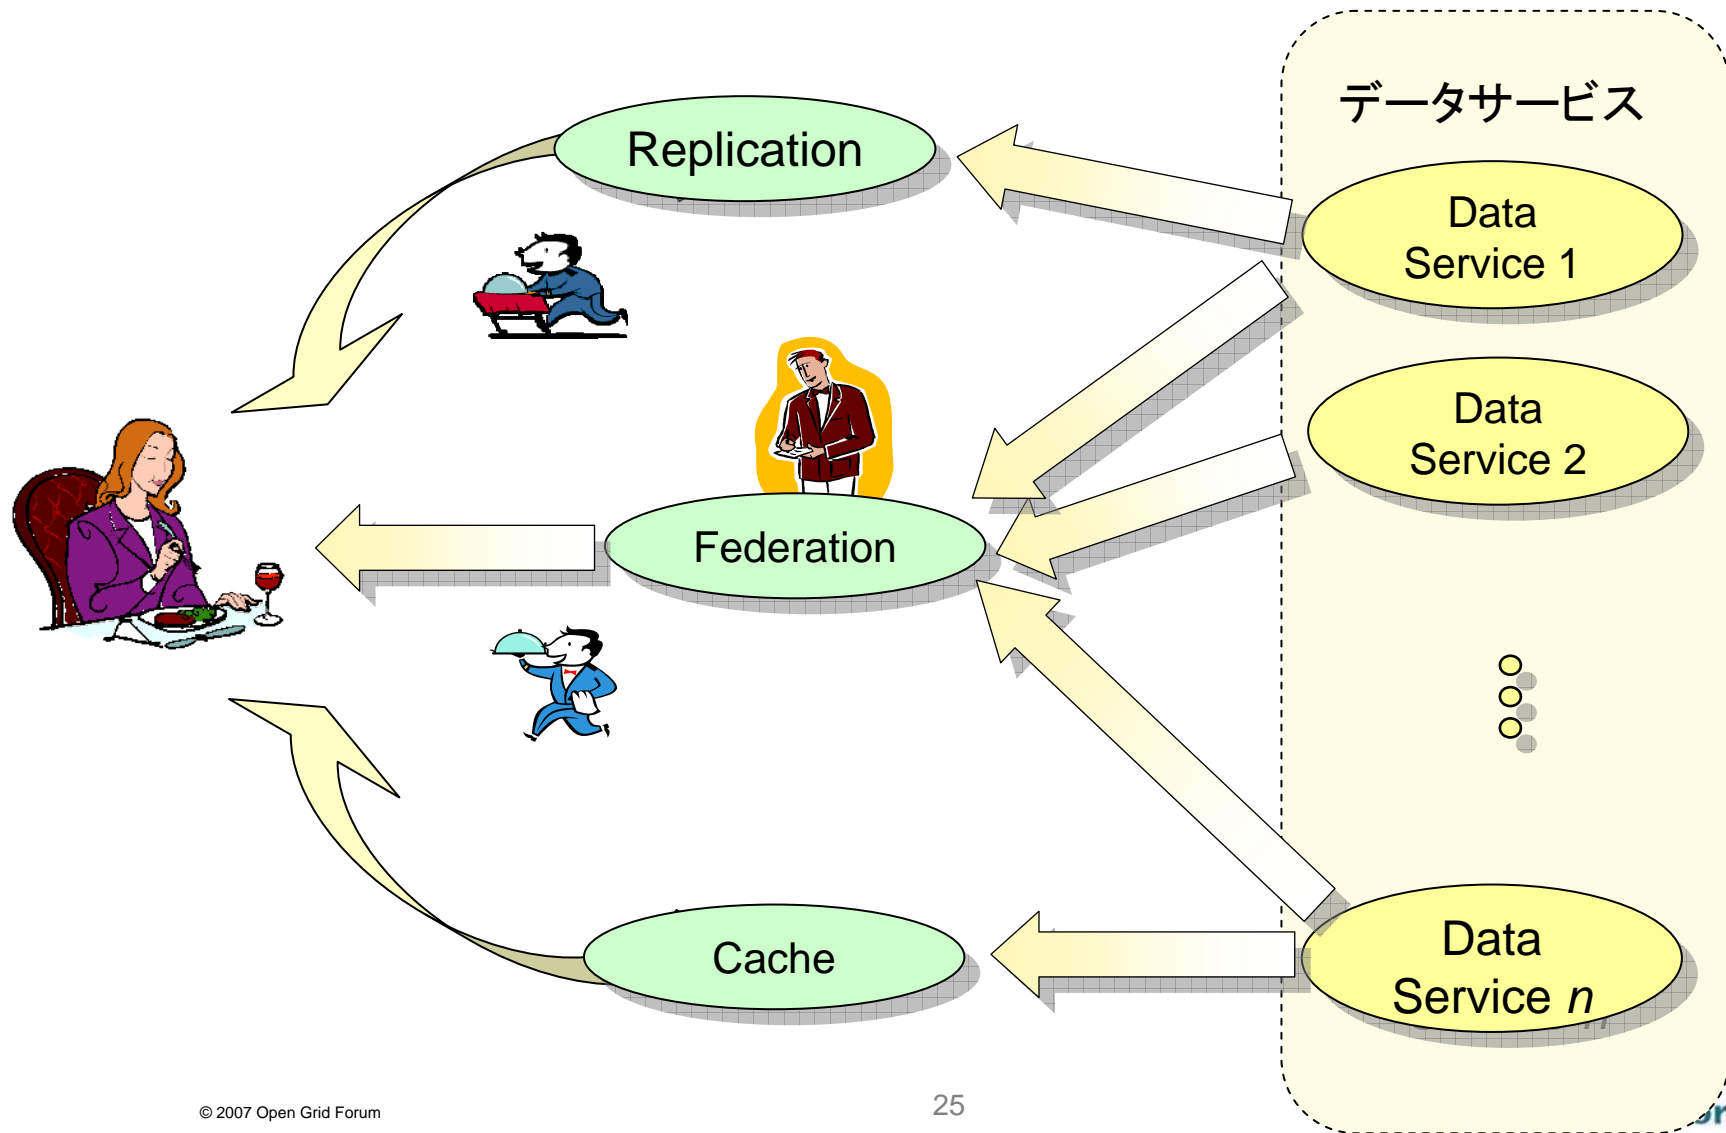 データサービス
Replication
Data
Service 1
Data
Service 2
Federation
Cache
Data
Service n
© 2007 Open Grid Forum
25